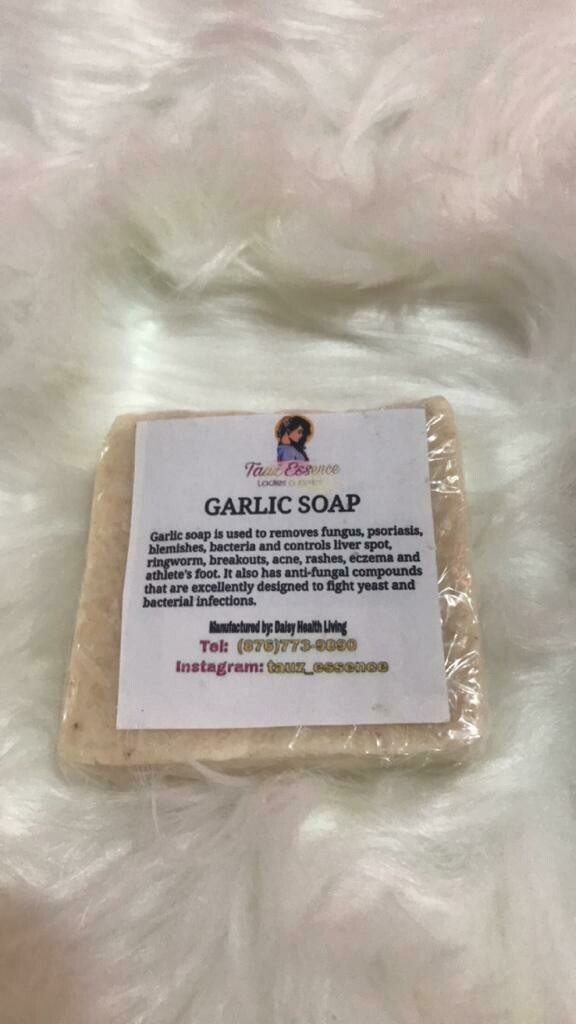 Tauz Essence
GARLIC SOAP
Garlic soap is used to removes fungus, psoriasis,
blemishes, bacteria and controls liver spot,
ringworm, breakouts, acne, rashes, eczema and
athlete's foot. It also has anti-fungal compounds
that are excellently designed to fight yeast and
bacterial infections.
Manufactured by: Daisy Health Living
Tel: (876)773-9890
Instagram: tauz_essence